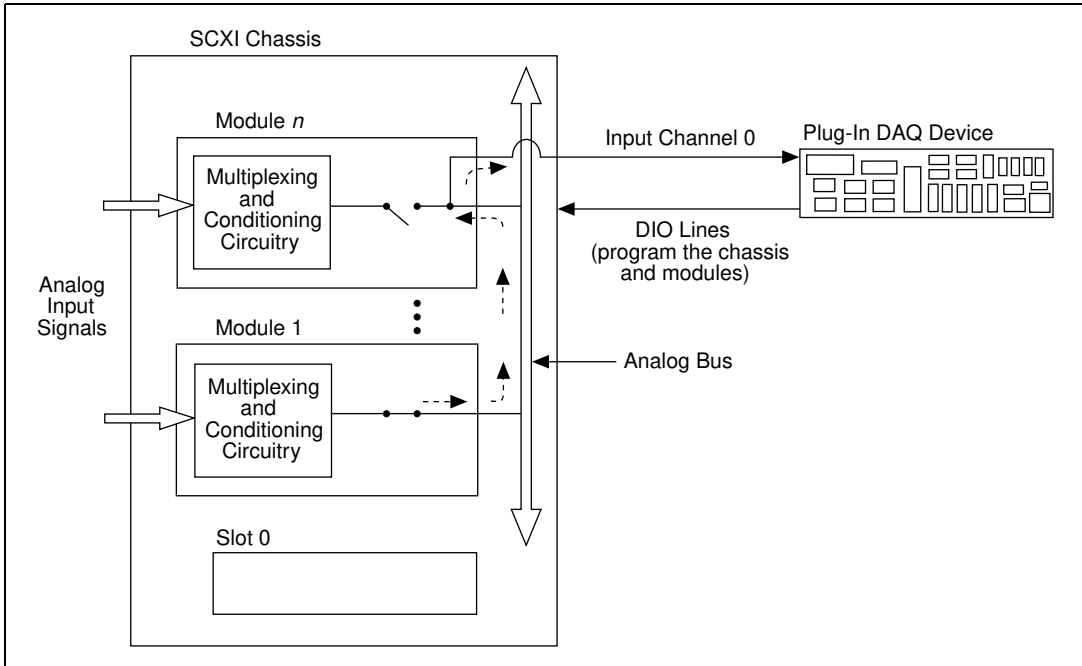 SCXI Chassis
Module n
Multiplexing
and
Conditioning
Circuitry
Input Channel 0
Plug-In DAQ Device
DIO Lines
(program the chassis
and modules)
Analog
Input
Signals
Module 1
Multiplexing
and
Conditioning
Circuitry
Analog Bus
Slot 0